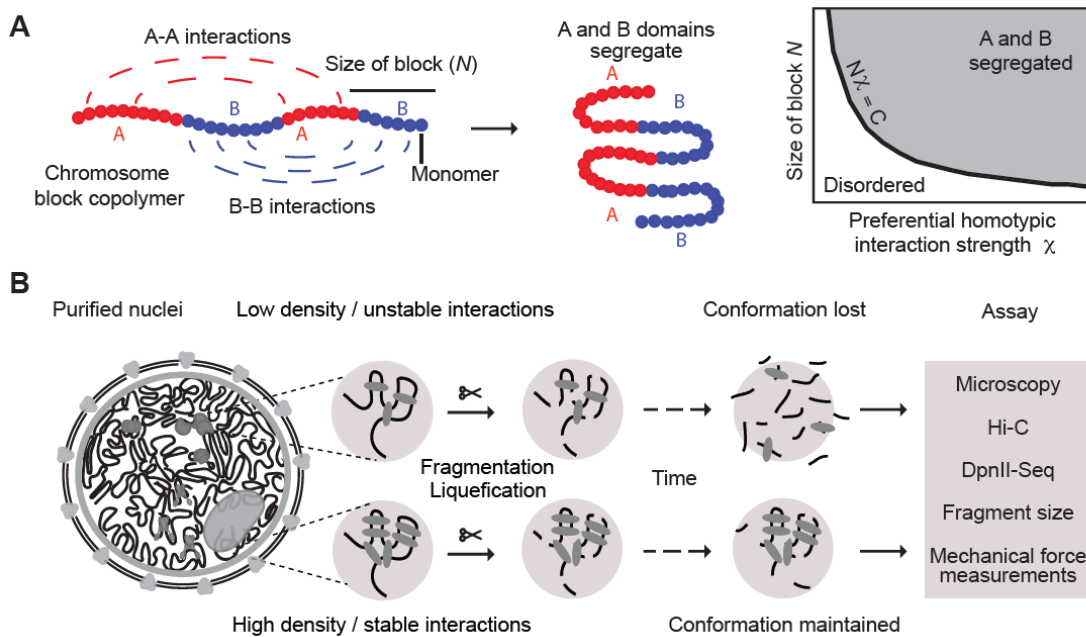 A
A-A interactions
Size of block (N)
A
B
A
B
Chromosome
block copolymer
B-B interactions
Monomer
A and B domains
segregate
A
B
A
B
Size of block N
A and B
segregated
Nχ = C
Disordered
Preferential homotypic
interaction strength χ
B
Purified nuclei
Low density / unstable interactions
Conformation lost
Assay
Fragmentation
Liquefication
Time
Microscopy
Hi-C
DpnII-Seq
Fragment size
Mechanical force
measurements
High density / stable interactions
Conformation maintained